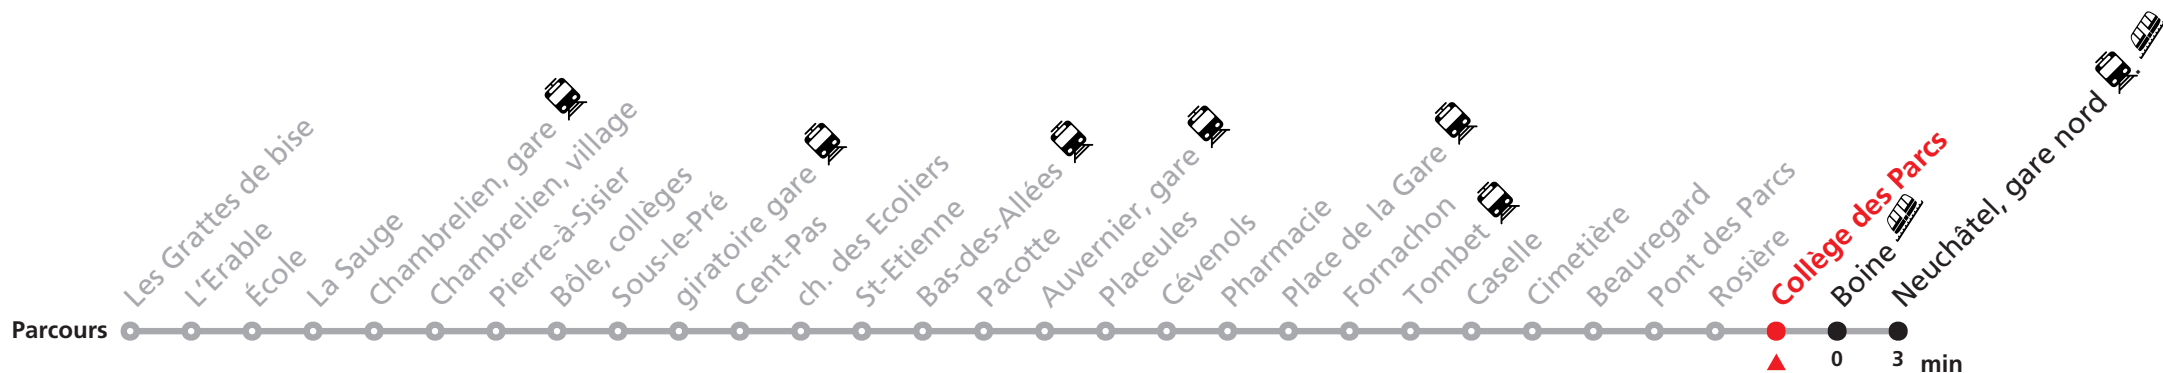 Les Grattes de bise
L'Erable
École
La Sauge
Chambrelien, gare
Chambrelien, village
Pierre-à-Sisier
Bôle, collèges
Sous-le-Pré
giratoire gare
Cent-Pas
ch. des Ecoliers
St-Etienne
Bas-des-Allées
Pacotte
Auvernier, gare
Placeules
Cévenols
Pharmacie
Place de la Gare
Fornachon
Tombet
Caselle
Cimetière
Beauregard
Pont des Parcs
Rosière
Collège des Parcs
Boine
Neuchâtel, gare nord
Parcours
0 3 min